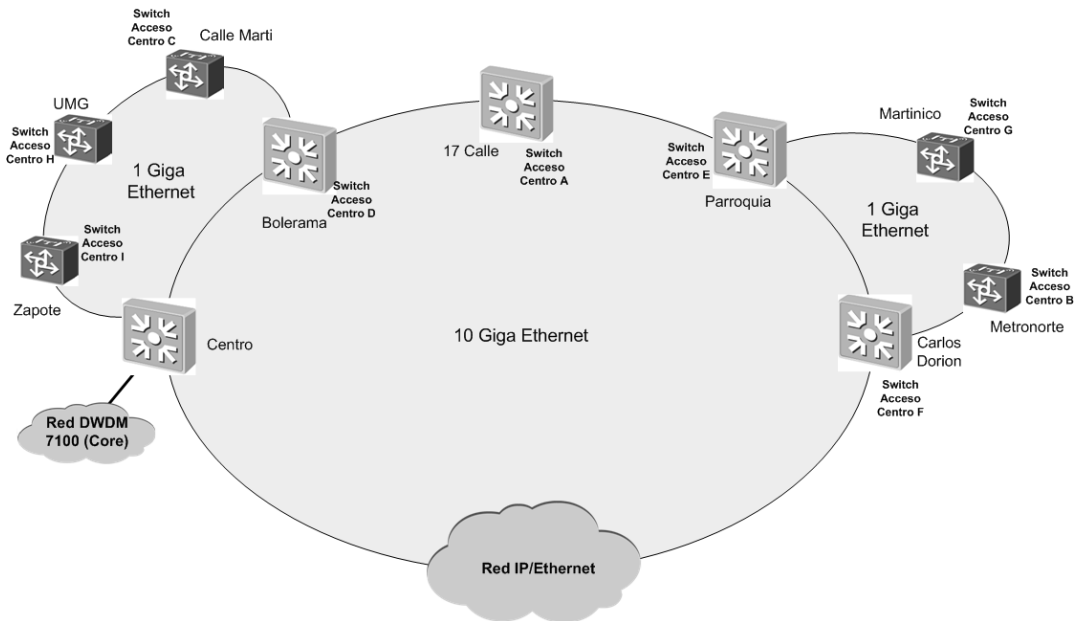 Switch
Acceso
Centro C
Calle Marti
UMG
Switch
Acceso
Centro H
1 Giga
Ethernet
Switch
Acceso
Centro I
Zapote
Centro
Red DWDM
7100 (Core)
Bolerama
Switch
Acceso
Centro D
17 Calle
Switch
Acceso
Centro A
Switch
Acceso
Centro E
Parroquia
Martinico
Switch
Acceso
Centro G
1 Giga
Ethernet
Switch
Acceso
Centro B
Metronorte
Carlos
Dorion
Switch
Acceso
Centro F
10 Giga Ethernet
Red IP/Ethernet